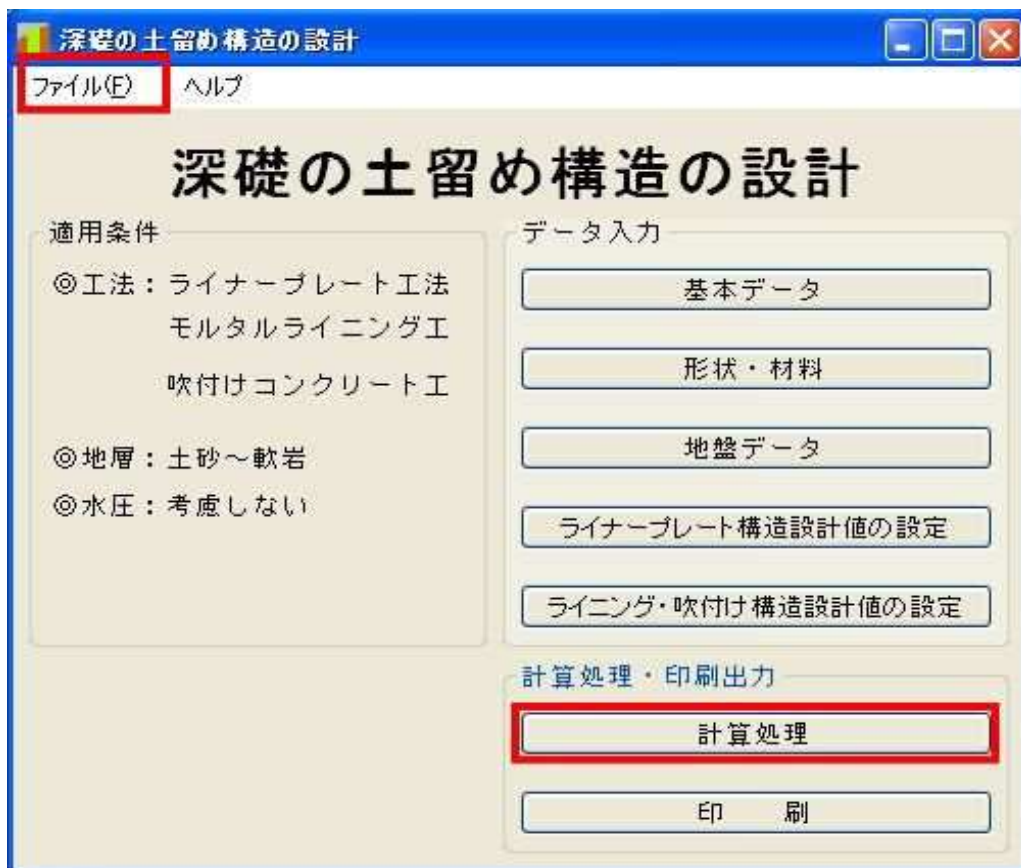 深礎の土留め構造の設計
ファイル(F) ヘルプ
深礎の土留め構造の設計
適用条件
◎工法：ライナープレート工法
モルタルライニング工
吹付けコンクリート工
◎地層：土砂～軟岩
◎水圧：考慮しない
データ入力
基本データ
形状・材料
地盤データ
ライナープレート構造設計値の設定
ライニング・吹付け構造設計値の設定
計算処理・印刷出力
計算処理
印　刷